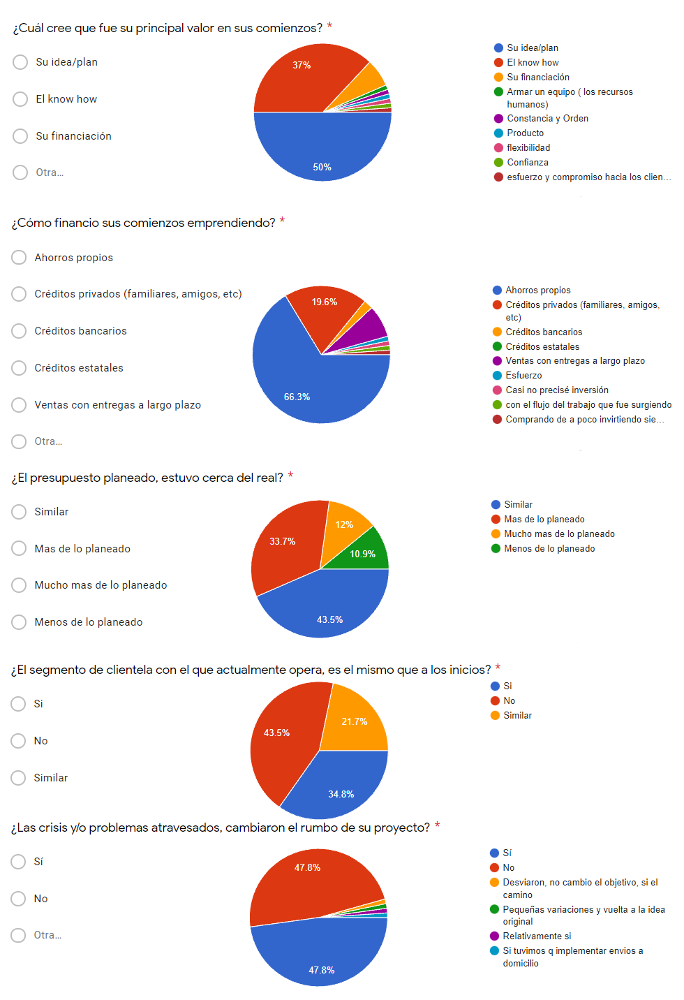 ¿Cuál cree que fue su principal valor en sus comienzos? *
Su idea/plan
El know how
Su financiación
Otra...
37%
50%
Su idea/plan
El know how
Su financiación
Armar un equipo ( los recursos
humanos)
Constancia y Orden
Producto
flexibilidad
Confianza
esfuerzo y compromiso hacia los clien...
¿Cómo financio sus comienzos emprendiendo? *
Ahorros propios
Créditos privados (familiares, amigos, etc)
Créditos bancarios
Créditos estatales
Ventas con entregas a largo plazo
Otra...
19.6%
66.3%
Ahorros propios
Créditos privados (familiares, amigos,
etc)
Créditos bancarios
Créditos estatales
Ventas con entregas a largo plazo
Esfuerzo
Casi no precisé inversión
con el flujo del trabajo que fue surgiendo
Comprando de a poco invirtiendo sie...
¿El presupuesto planeado, estuvo cerca del real? *
Similar
Mas de lo planeado
Mucho mas de lo planeado
Menos de lo planeado
12%
33.7%
10.9%
43.5%
Similar
Mas de lo planeado
Mucho mas de lo planeado
Menos de lo planeado
¿El segmento de clientela con el que actualmente opera, es el mismo que a los inicios? *
Si
No
Similar
21.7%
43.5%
34.8%
Si
No
Similar
¿Las crisis y/o problemas atravesados, cambiaron el rumbo de su proyecto? *
Sí
No
Otra...
47.8%
47.8%
Sí
No
Desviaron, no cambio el objetivo, si el
camino
Pequeñas variaciones y vuelta a la idea
original
Relativamente si
Si tuvimos q implementar envios a
domicilio